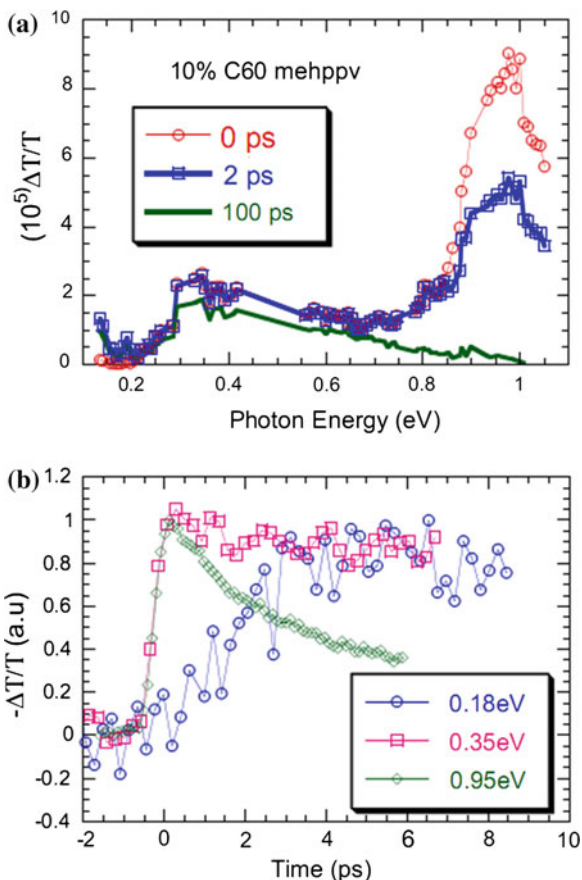 (a)
10
8
6
4
2
0
(10⁵)ΔT/T
10% C60 mehppv
0 ps
2 ps
100 ps
0.2 0.4 0.6 0.8 1
Photon Energy (eV)
(b)
1.2
1
0.8
0.6
0.4
0.2
0
-0.2
-0.4
-ΔT/T (a.u)
0.18eV
0.35eV
0.95eV
-2 0 2 4 6 8 10
Time (ps)